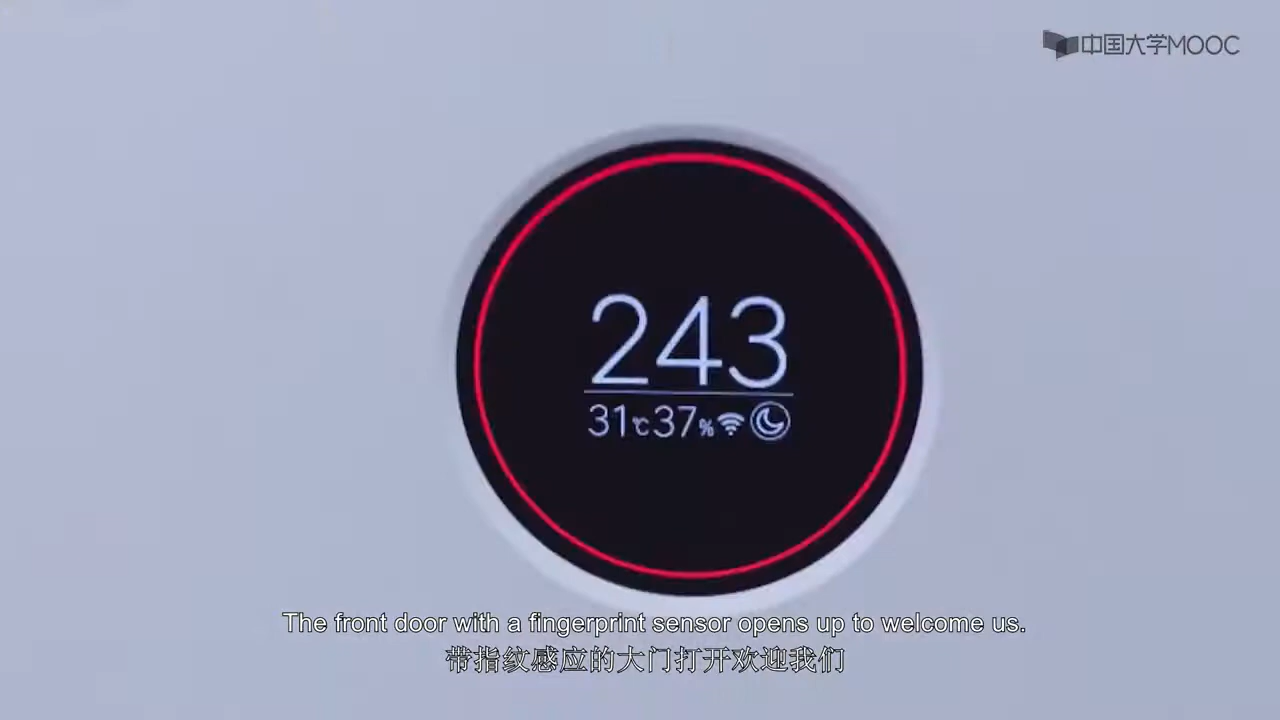 中国大学MOOC
243
31℃37%
The front door with a fingerprint sensor opens up to welcome us.
带指纹感应的大门打开欢迎我们